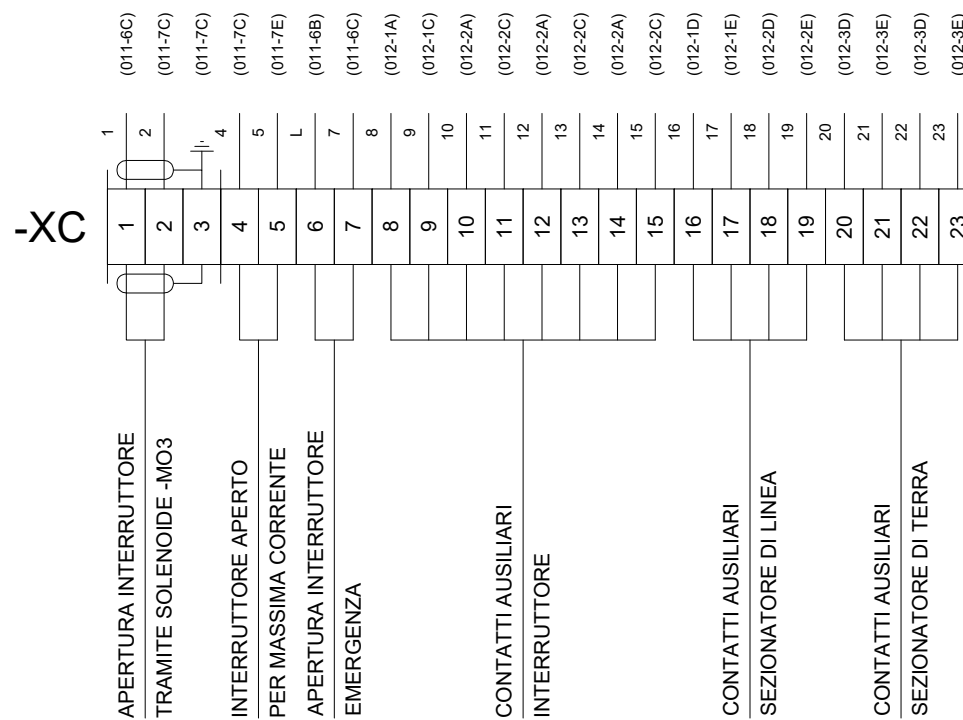 (011-6C)
(011-7C)
(011-7C)
(011-7C)
(011-7E)
(011-6B)
(011-6C)
(012-1A)
(012-1C)
(012-2A)
(012-2C)
(012-2A)
(012-2C)
(012-2A)
(012-2C)
(012-1D)
(012-1E)
(012-2D)
(012-2E)
(012-3D)
(012-3E)
(012-3D)
(012-3E)
1
2
4
5
L
7
8
9
10
11
12
13
14
15
16
17
18
19
20
21
22
23
-XC
1
2
3
4
5
6
7
8
9
10
11
12
13
14
15
16
17
18
19
20
21
22
23
APERTURA INTERRUTTORE
TRAMITE SOLENOIDE -MO3
INTERRUTTORE APERTO
PER MASSIMA CORRENTE
APERTURA INTERRUTTORE
EMERGENZA
CONTATTI AUSILIARI
INTERRUTTORE
CONTATTI AUSILIARI
SEZIONATORE DI LINEA
CONTATTI AUSILIARI
SEZIONATORE DI TERRA